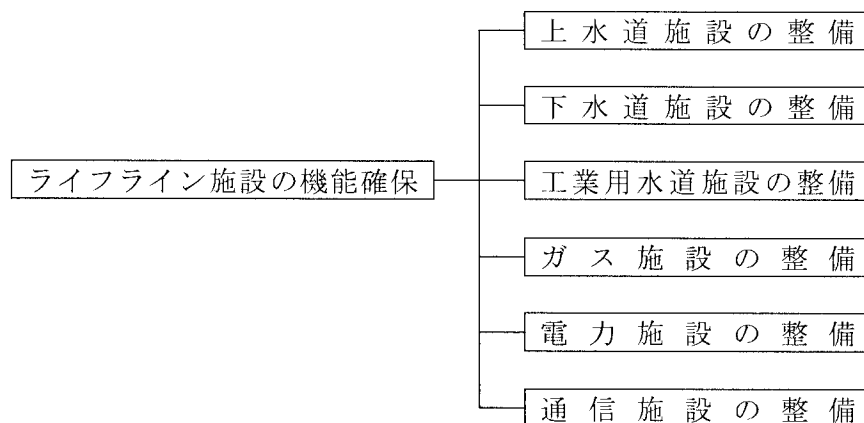 上水道施設の整備
下水道施設の整備
ライフライン施設の機能確保
工業用水道施設の整備
ガス施設の整備
電力施設の整備
通信施設の整備